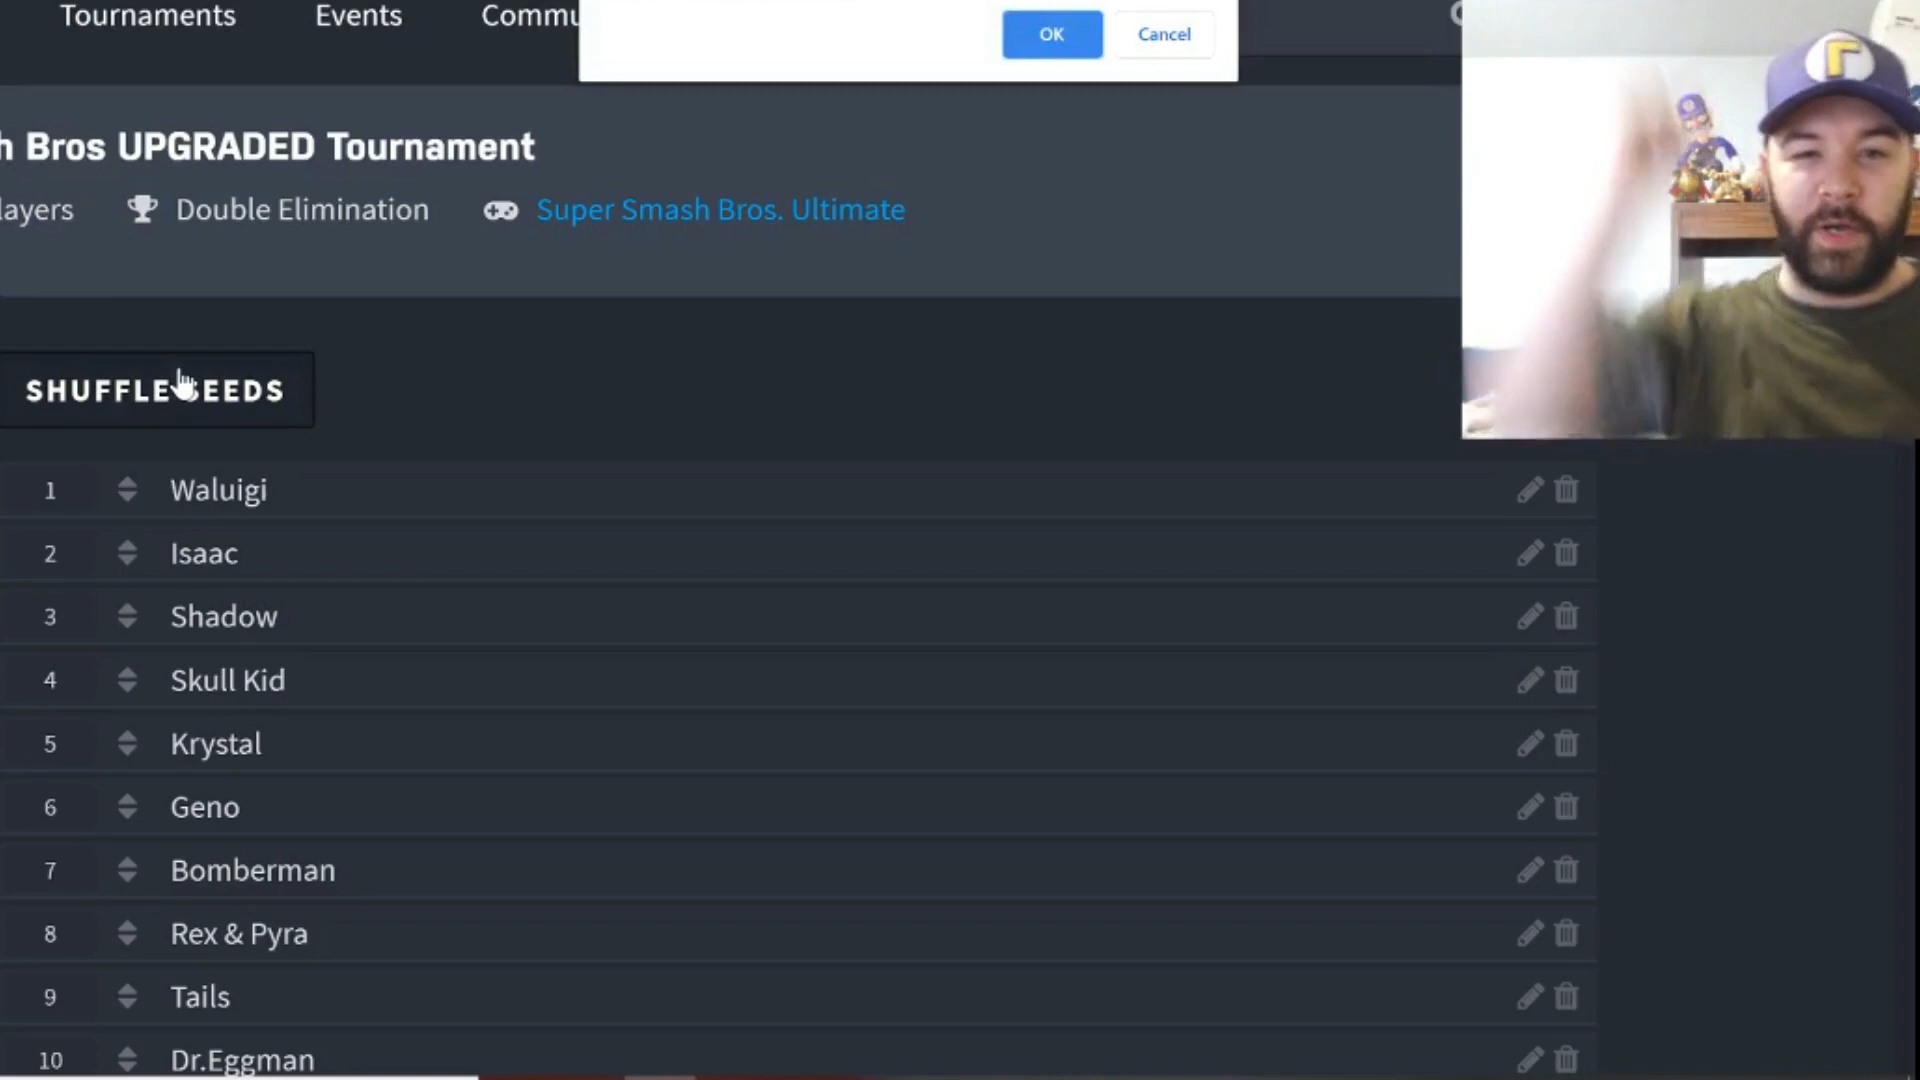 Tournaments Events Commu
OK Cancel
h Bros UPGRADED Tournament
layers Double Elimination Super Smash Bros. Ultimate
SHUFFLE SEEDS
1 Waluigi
2 Isaac
3 Shadow
4 Skull Kid
5 Krystal
6 Geno
7 Bomberman
8 Rex & Pyra
9 Tails
10 Dr.Eggman